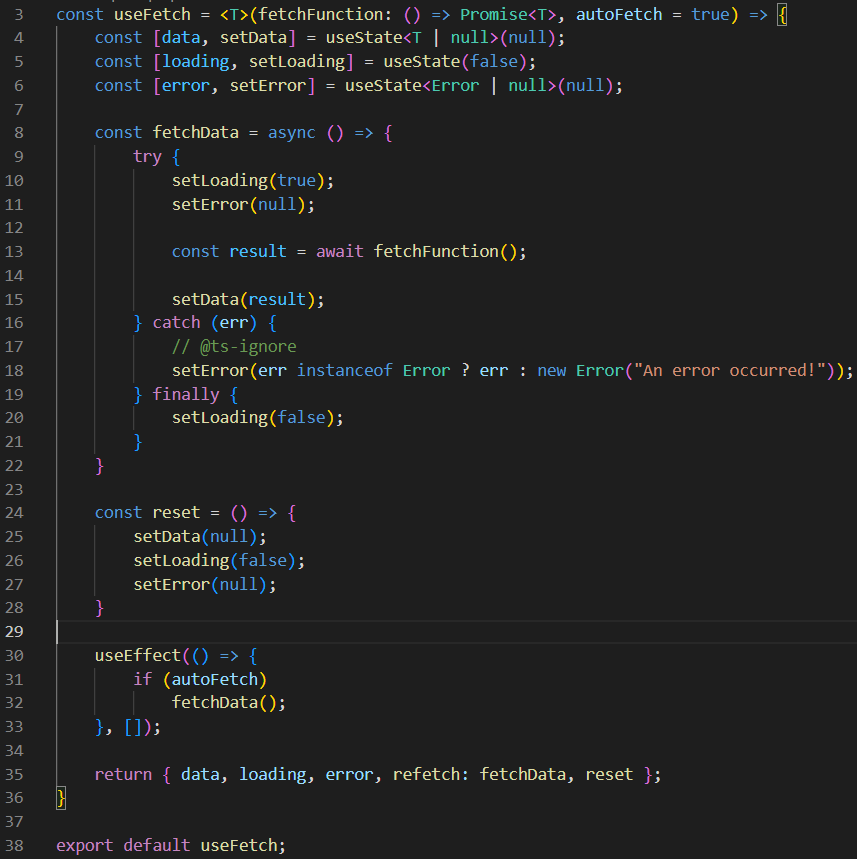 3 const useFetch = <T>(fetchFunction: () => Promise<T>, autoFetch = true) => {
4     const [data, setData] = useState<T | null>(null);
5     const [loading, setLoading] = useState(false);
6     const [error, setError] = useState<Error | null>(null);
7
8     const fetchData = async () => {
9         try {
10             setLoading(true);
11             setError(null);
12
13             const result = await fetchFunction();
14
15             setData(result);
16         } catch (err) {
17             // @ts-ignore
18             setError(err instanceof Error ? err : new Error("An error occurred!"));
19         } finally {
20             setLoading(false);
21         }
22     }
23
24     const reset = () => {
25         setData(null);
26         setLoading(false);
27         setError(null);
28     }
29
30     useEffect(() => {
31         if (autoFetch)
32             fetchData();
33     }, []);
34
35     return { data, loading, error, refetch: fetchData, reset };
36 }
37
38 export default useFetch;